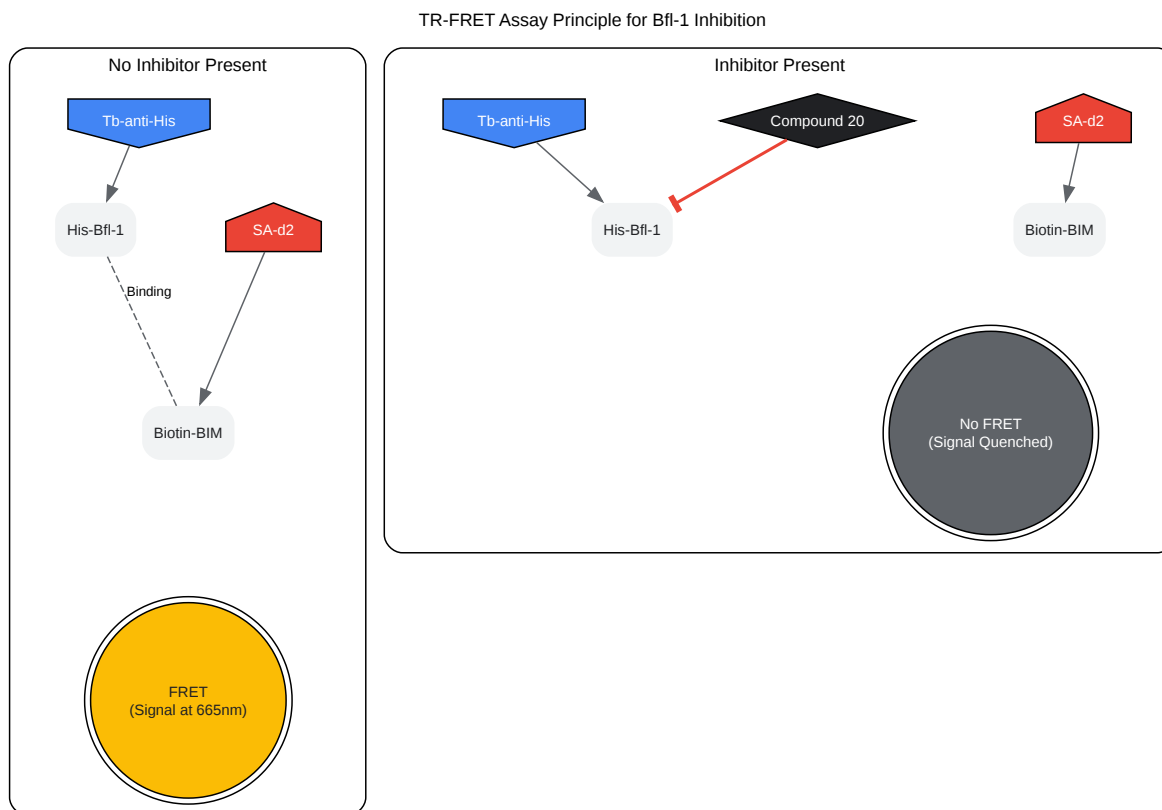 TR-FRET Assay Principle for Bfl-1 Inhibition
No Inhibitor Present
Tb-anti-His
His-Bfl-1
SA-d2
Binding
Biotin-BIM
FRET
(Signal at 665nm)
Inhibitor Present
Tb-anti-His
Compound 20
SA-d2
His-Bfl-1
Biotin-BIM
No FRET
(Signal Quenched)